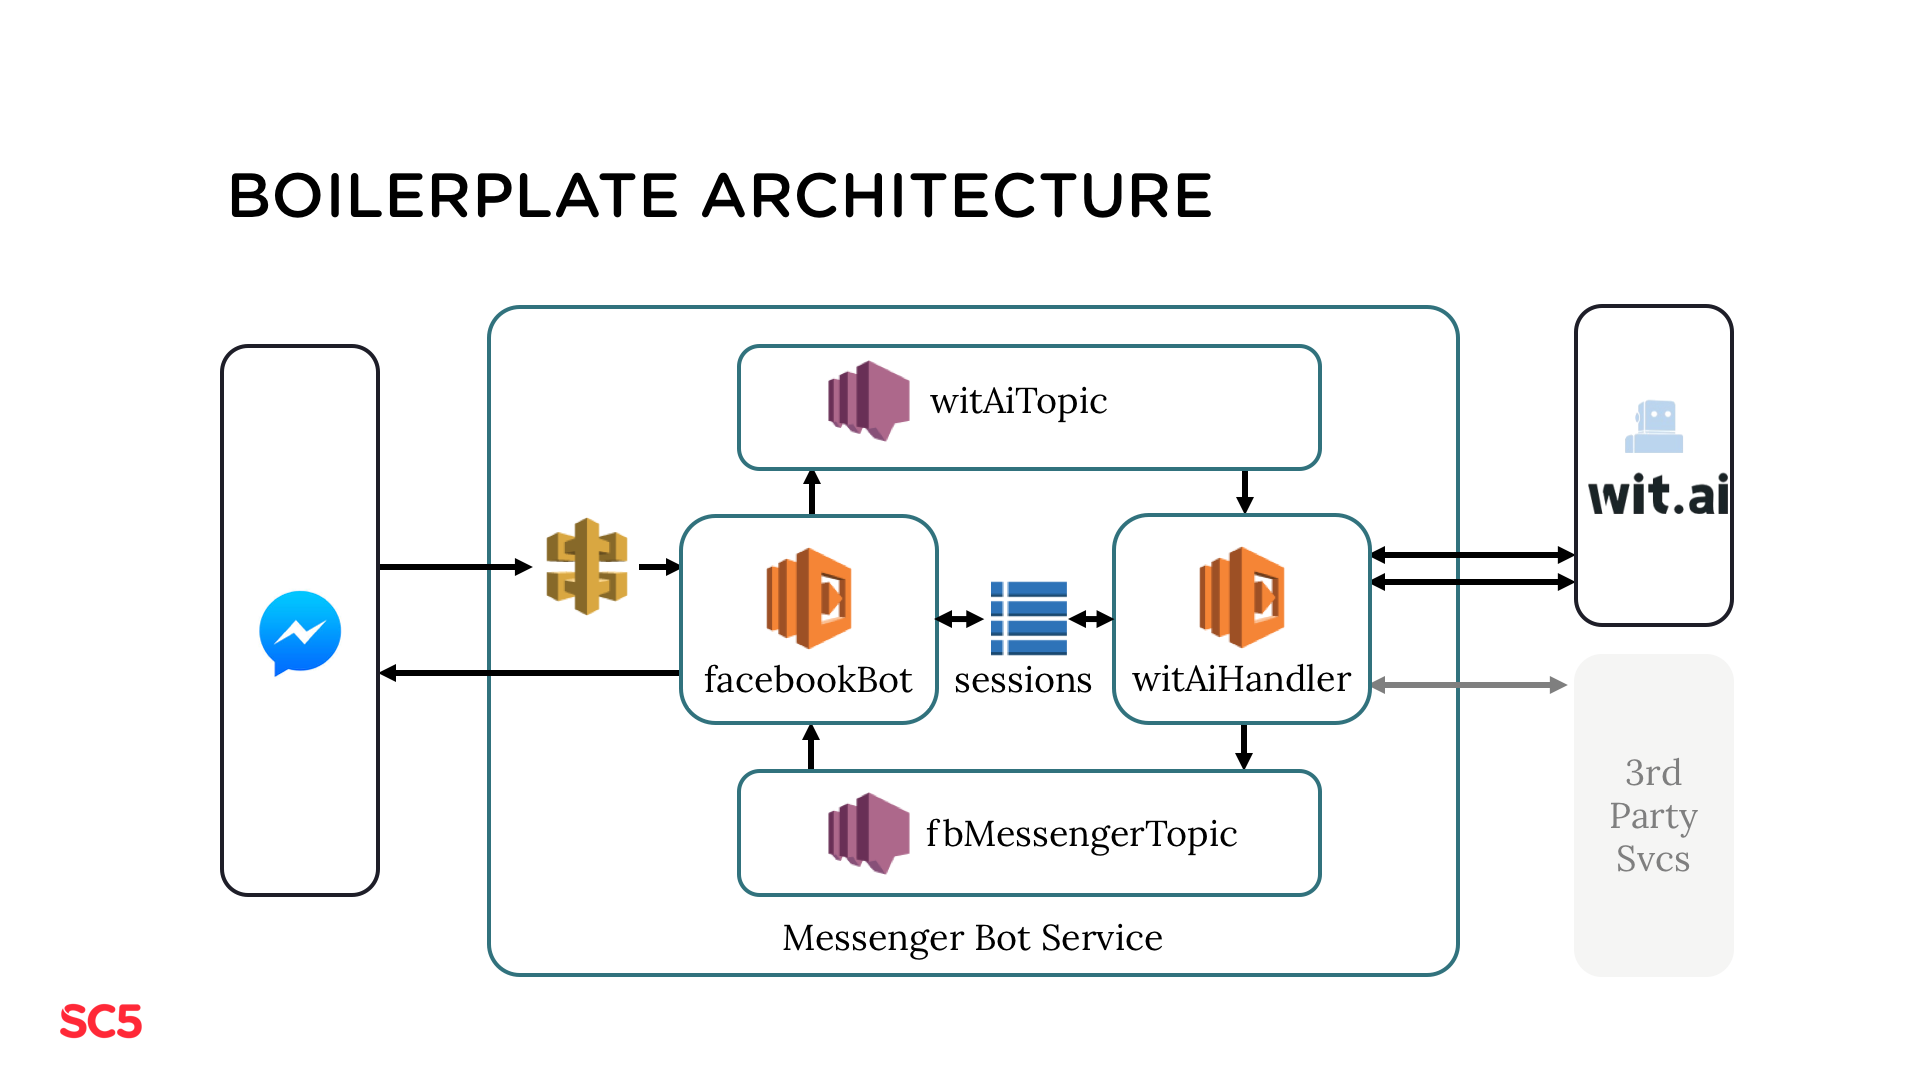 BOILERPLATE ARCHITECTURE
witAiTopic
wit.ai
facebookBot
sessions
witAiHandler
3rd
Party
Svcs
fbMessengerTopic
Messenger Bot Service
SC5